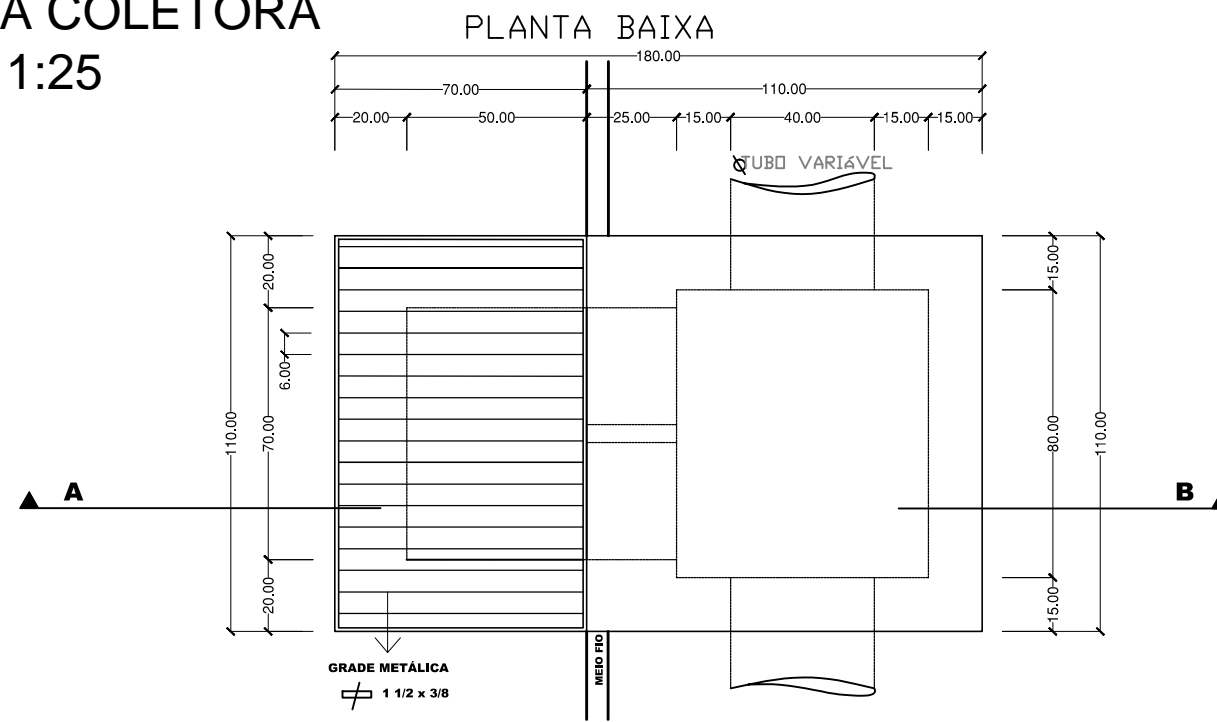 A COLETORA
1:25
PLANTA BAIXA
180.00
70.00
110.00
20.00
50.00
25.00
15.00
40.00
15.00
15.00
TUBO VARIáVEL
20.00
6.00
110.00
70.00
20.00
15.00
80.00
110.00
15.00
A
B
GRADE METÁLICA
1 1/2 x 3/8
MEIO FIO